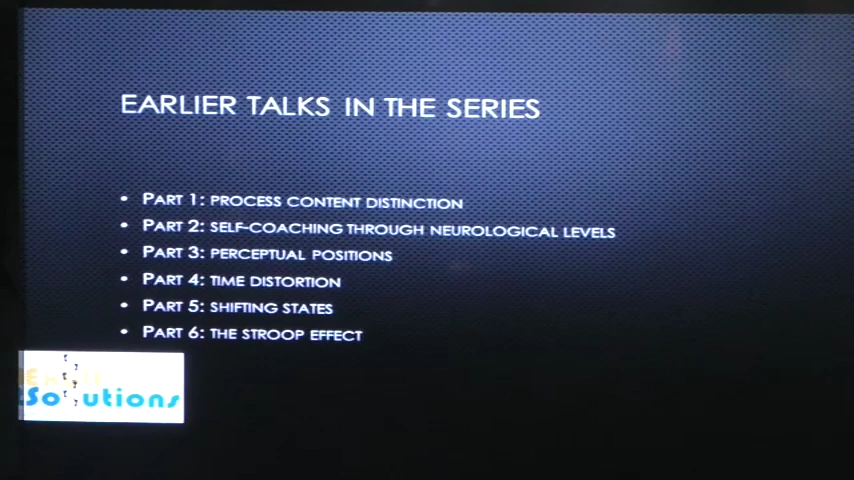 EARLIER TALKS IN THE SERIES
• PART 1: PROCESS CONTENT DISTINCTION
• PART 2: SELF-COACHING THROUGH NEUROLOGICAL LEVELS
• PART 3: PERCEPTUAL POSITIONS
• PART 4: TIME DISTORTION
• PART 5: SHIFTING STATES
• PART 6: THE STROOP EFFECT